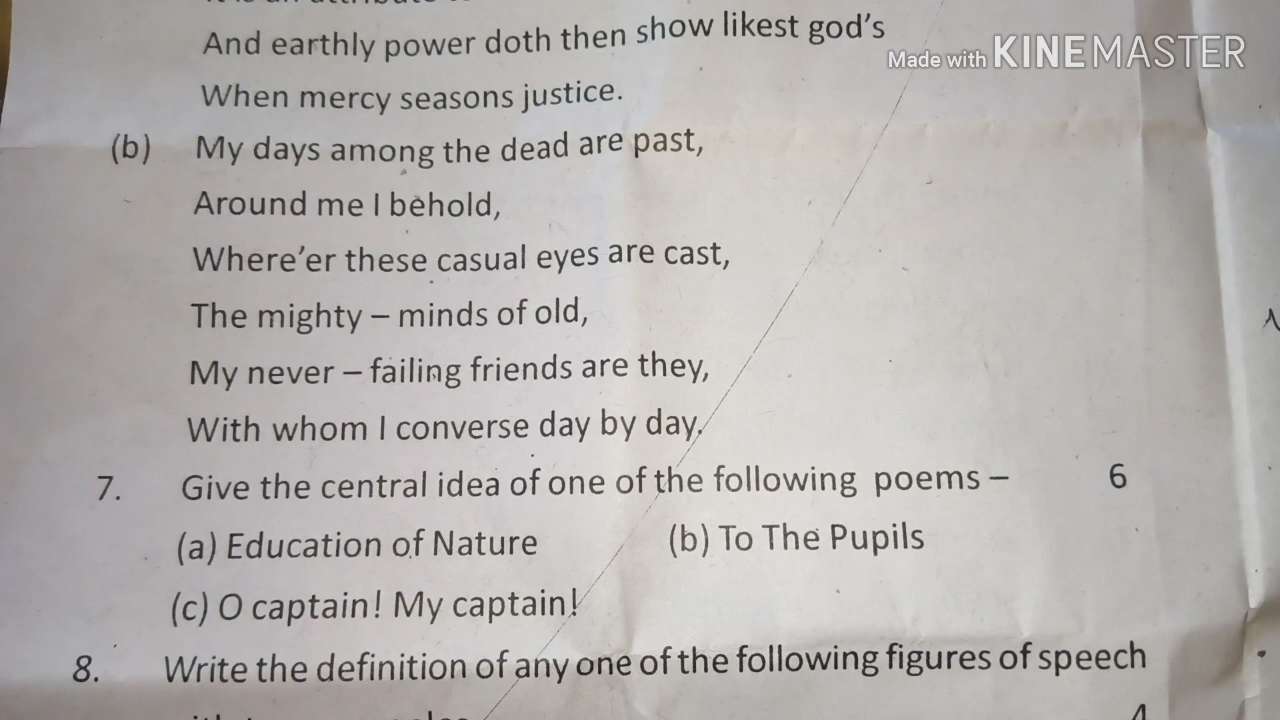 And earthly power doth then show likest god's
Made with KINEMASTER
When mercy seasons justice.
(b) My days among the dead are past,
Around me I behold,
Where'er these casual eyes are cast,
The mighty – minds of old,
My never – failing friends are they,
With whom I converse day by day.
7. Give the central idea of one of the following poems – 6
(a) Education of Nature (b) To The Pupils
(c) O captain! My captain!
8. Write the definition of any one of the following figures of speech